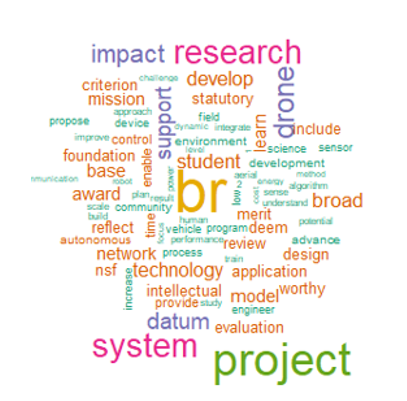 impact research
challenge
criterion develop drone
mission support statutory
approach field
propose device dynamic integrate learn include
improve control environment science sensor
level
foundation enable student development
base power aerial method
mmunication robot br energy algorithm
award plan result low 2 cost sense broad
1
scale community understand
build time human merit potential
reflect vehicle program deem
autonomous focus performance review advance
network process train design
nsf technology application
increase intellectual model worthy
provide study engineer
datum evaluation
system project